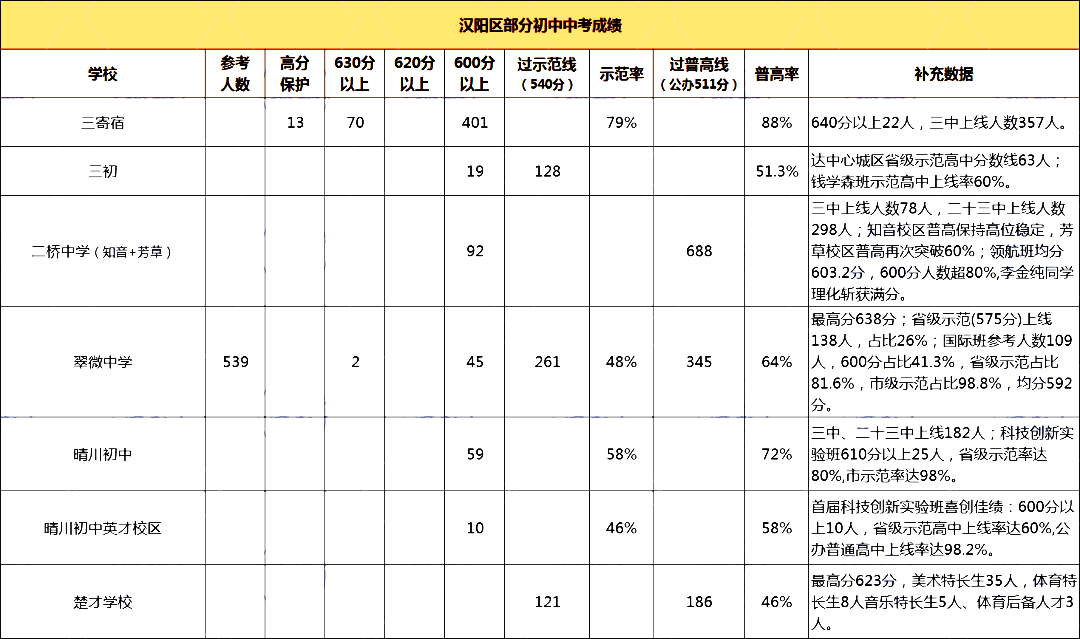 汉阳区部分初中中考成绩
学校 参考人数 高分保护 630分以上 620分以上 600分以上 过示范线（540分） 示范率 过普高线（公办511分） 普高率 补充数据
三寄宿 13 70 401 79% 88% 640分以上22人，三中上线人数357人。
三初 19 128 51.3% 达中心城区省级示范高中分数线63人；
钱学森班示范高中上线率60%。
二桥中学（知音+芳草） 92 688 三中上线人数78人，二十三中上线人数
298人；知音校区普高保持高位稳定，芳
草校区普高再次突破60%；领航班均分
603.2分，600分人数超80%,李金纯同学
理化斩获满分。
翠微中学 539 2 45 261 48% 345 64% 最高分638分；省级示范(575分)上线
138人，占比26%；国际班参考人数109
人，600分占比41.3%，省级示范占比
81.6%，市级示范占比98.8%，均分592
分。
晴川初中 59 58% 72% 三中、二十三中上线182人；科技创新实
验班610分以上25人，省级示范率达
80%,市示范率达98%。
晴川初中英才校区 10 46% 58% 首届科技创新实验班喜创佳绩：600分以
上10人，省级示范高中上线率达60%,公
办普通高中上线率达98.2%。
楚才学校 121 186 46% 最高分623分，美术特长生35人，体育特
长生8人音乐特长生5人、体育后备人才3
人。